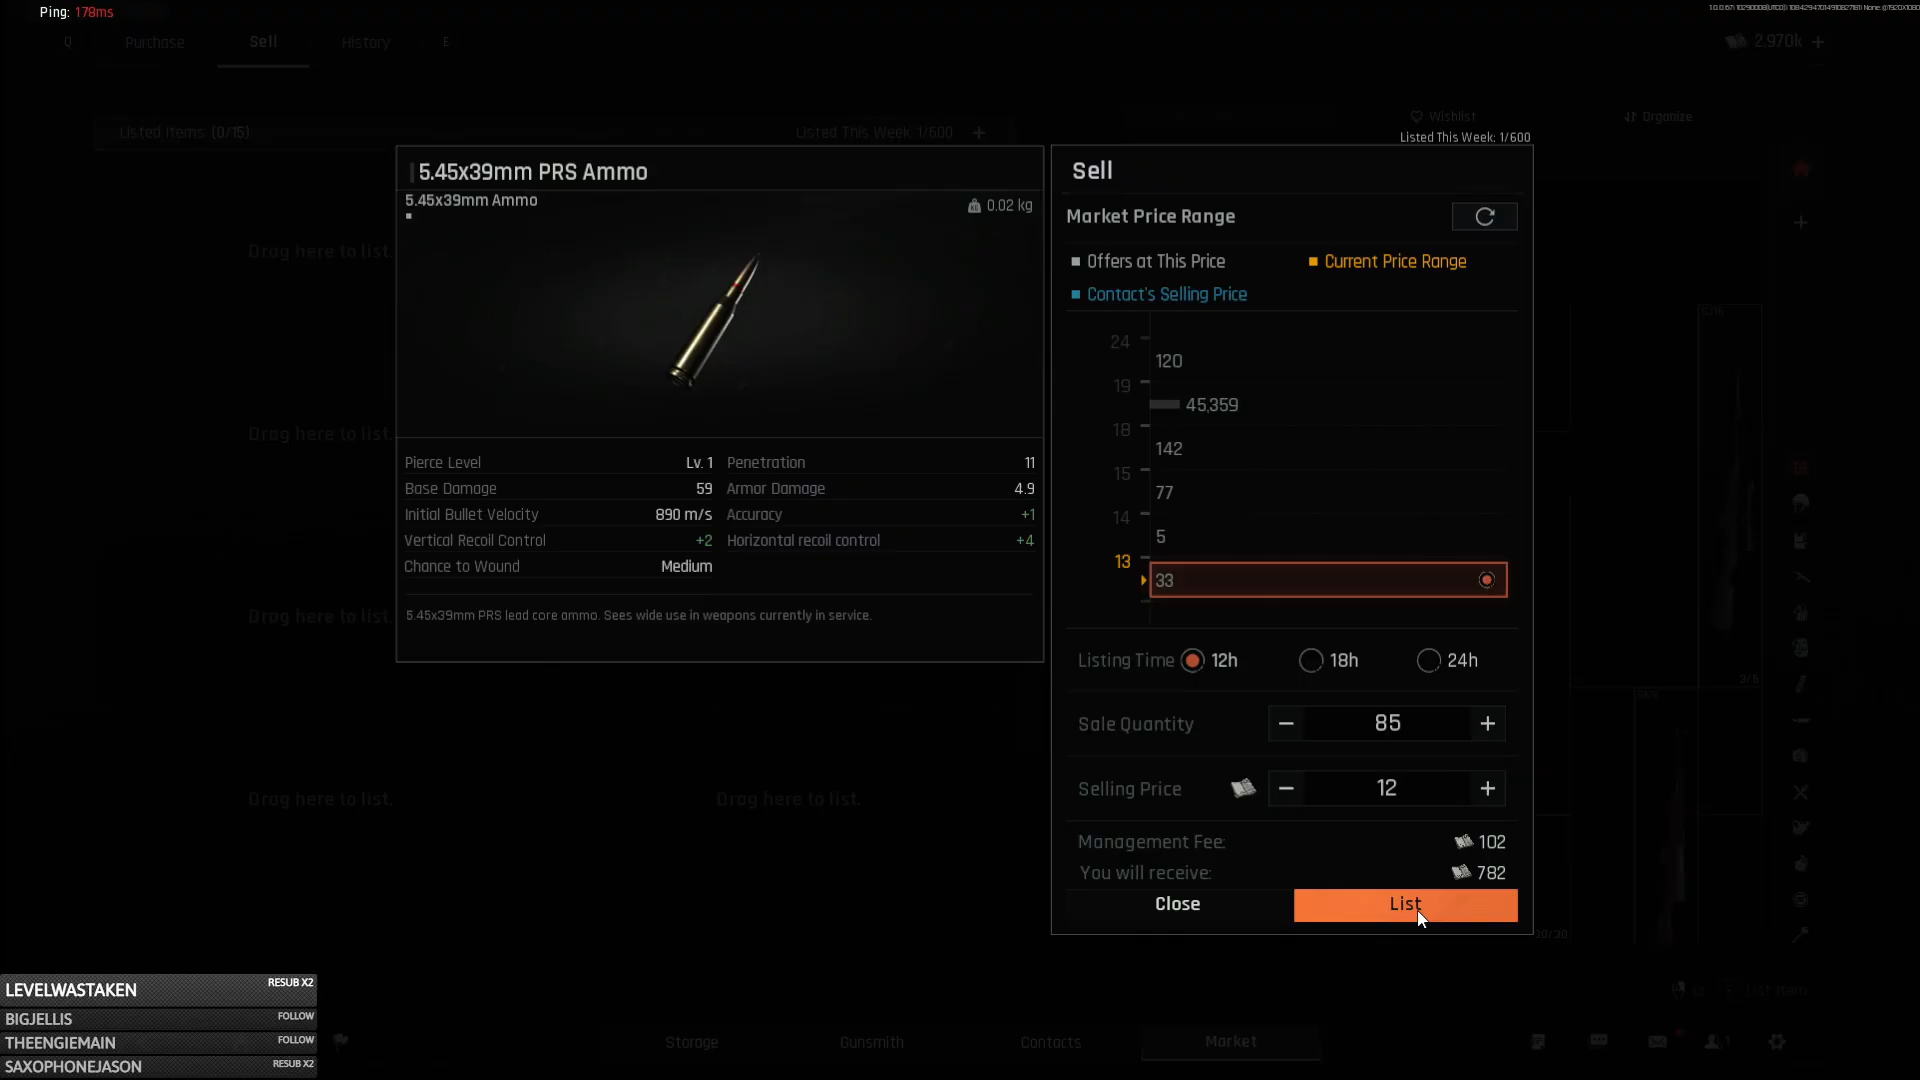 Ping: 178ms
Q Purchase Sell History E
2,970k +
Listed Items: (0/15)
Listed This Week: 1/600 +
Wishlist
Organize
Listed This Week: 1/600
5.45x39mm PRS Ammo
5.45x39mm Ammo
0.02 kg
Pierce Level Lv. 1 Penetration 11
Base Damage 59 Armor Damage 4.9
Initial Bullet Velocity 890 m/s Accuracy +1
Vertical Recoil Control +2 Horizontal recoil control +4
Chance to Wound Medium
5.45x39mm PRS lead core ammo. Sees wide use in weapons currently in service.
Sell
Market Price Range
Offers at This Price
Current Price Range
Contact's Selling Price
24
120
19
45,359
18
142
15
77
14
5
13
33
Listing Time 12h 18h 24h
Sale Quantity − 85 +
Selling Price − 12 +
Management Fee: 102
You will receive: 782
Close List
Drag here to list.
Drag here to list.
Drag here to list.
Drag here to list. Drag here to list.
LEVELWASTAKEN RESUB X2
BIGJELLIS FOLLOW
THEENGIEMAIN FOLLOW
SAXOPHONEJASON RESUB X2
Storage Gunsmith Contacts Market
1